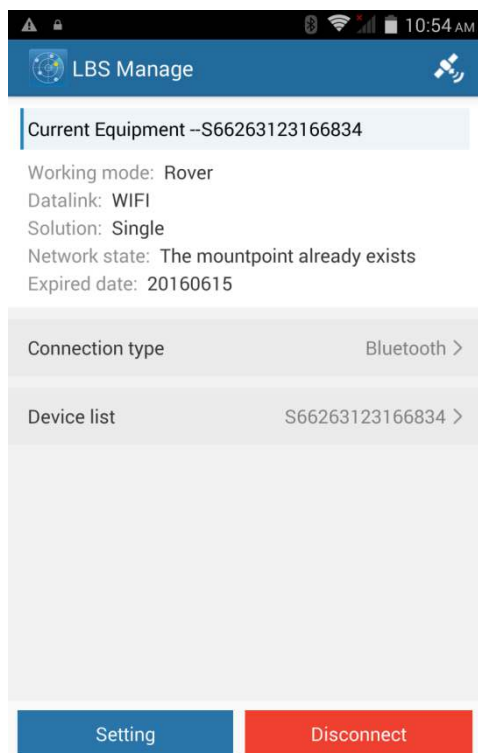 10:54 AM
LBS Manage
Current Equipment --S66263123166834
Working mode: Rover
Datalink: WIFI
Solution: Single
Network state: The mountpoint already exists
Expired date: 20160615
Connection type Bluetooth >
Device list S66263123166834 >
Setting Disconnect